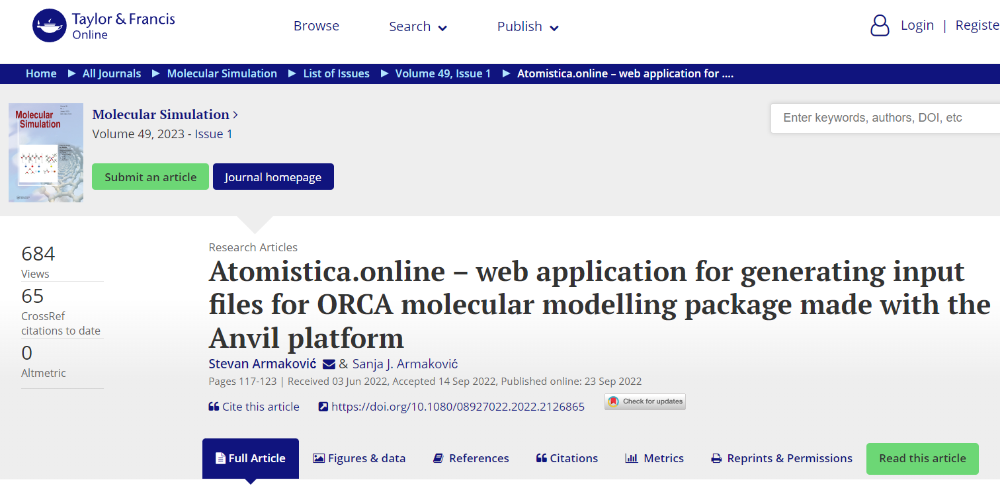 Taylor & Francis
Online
Browse
Search
Publish
Login | Registe
Home ▶ All Journals ▶ Molecular Simulation ▶ List of Issues ▶ Volume 49, Issue 1 ▶ Atomistica.online – web application for ....
Molecular
Simulation
Molecular Simulation >
Volume 49, 2023 - Issue 1
Enter keywords, authors, DOI, etc
Submit an article
Journal homepage
684
Views
65
CrossRef
citations to date
0
Altmetric
Research Articles
Atomistica.online – web application for generating input
files for ORCA molecular modelling package made with the
Anvil platform
Stevan Armaković & Sanja J. Armaković
Pages 117-123 | Received 03 Jun 2022, Accepted 14 Sep 2022, Published online: 23 Sep 2022
Cite this article
https://doi.org/10.1080/08927022.2022.2126865
Check for updates
Full Article
Figures & data
References
Citations
Metrics
Reprints & Permissions
Read this article